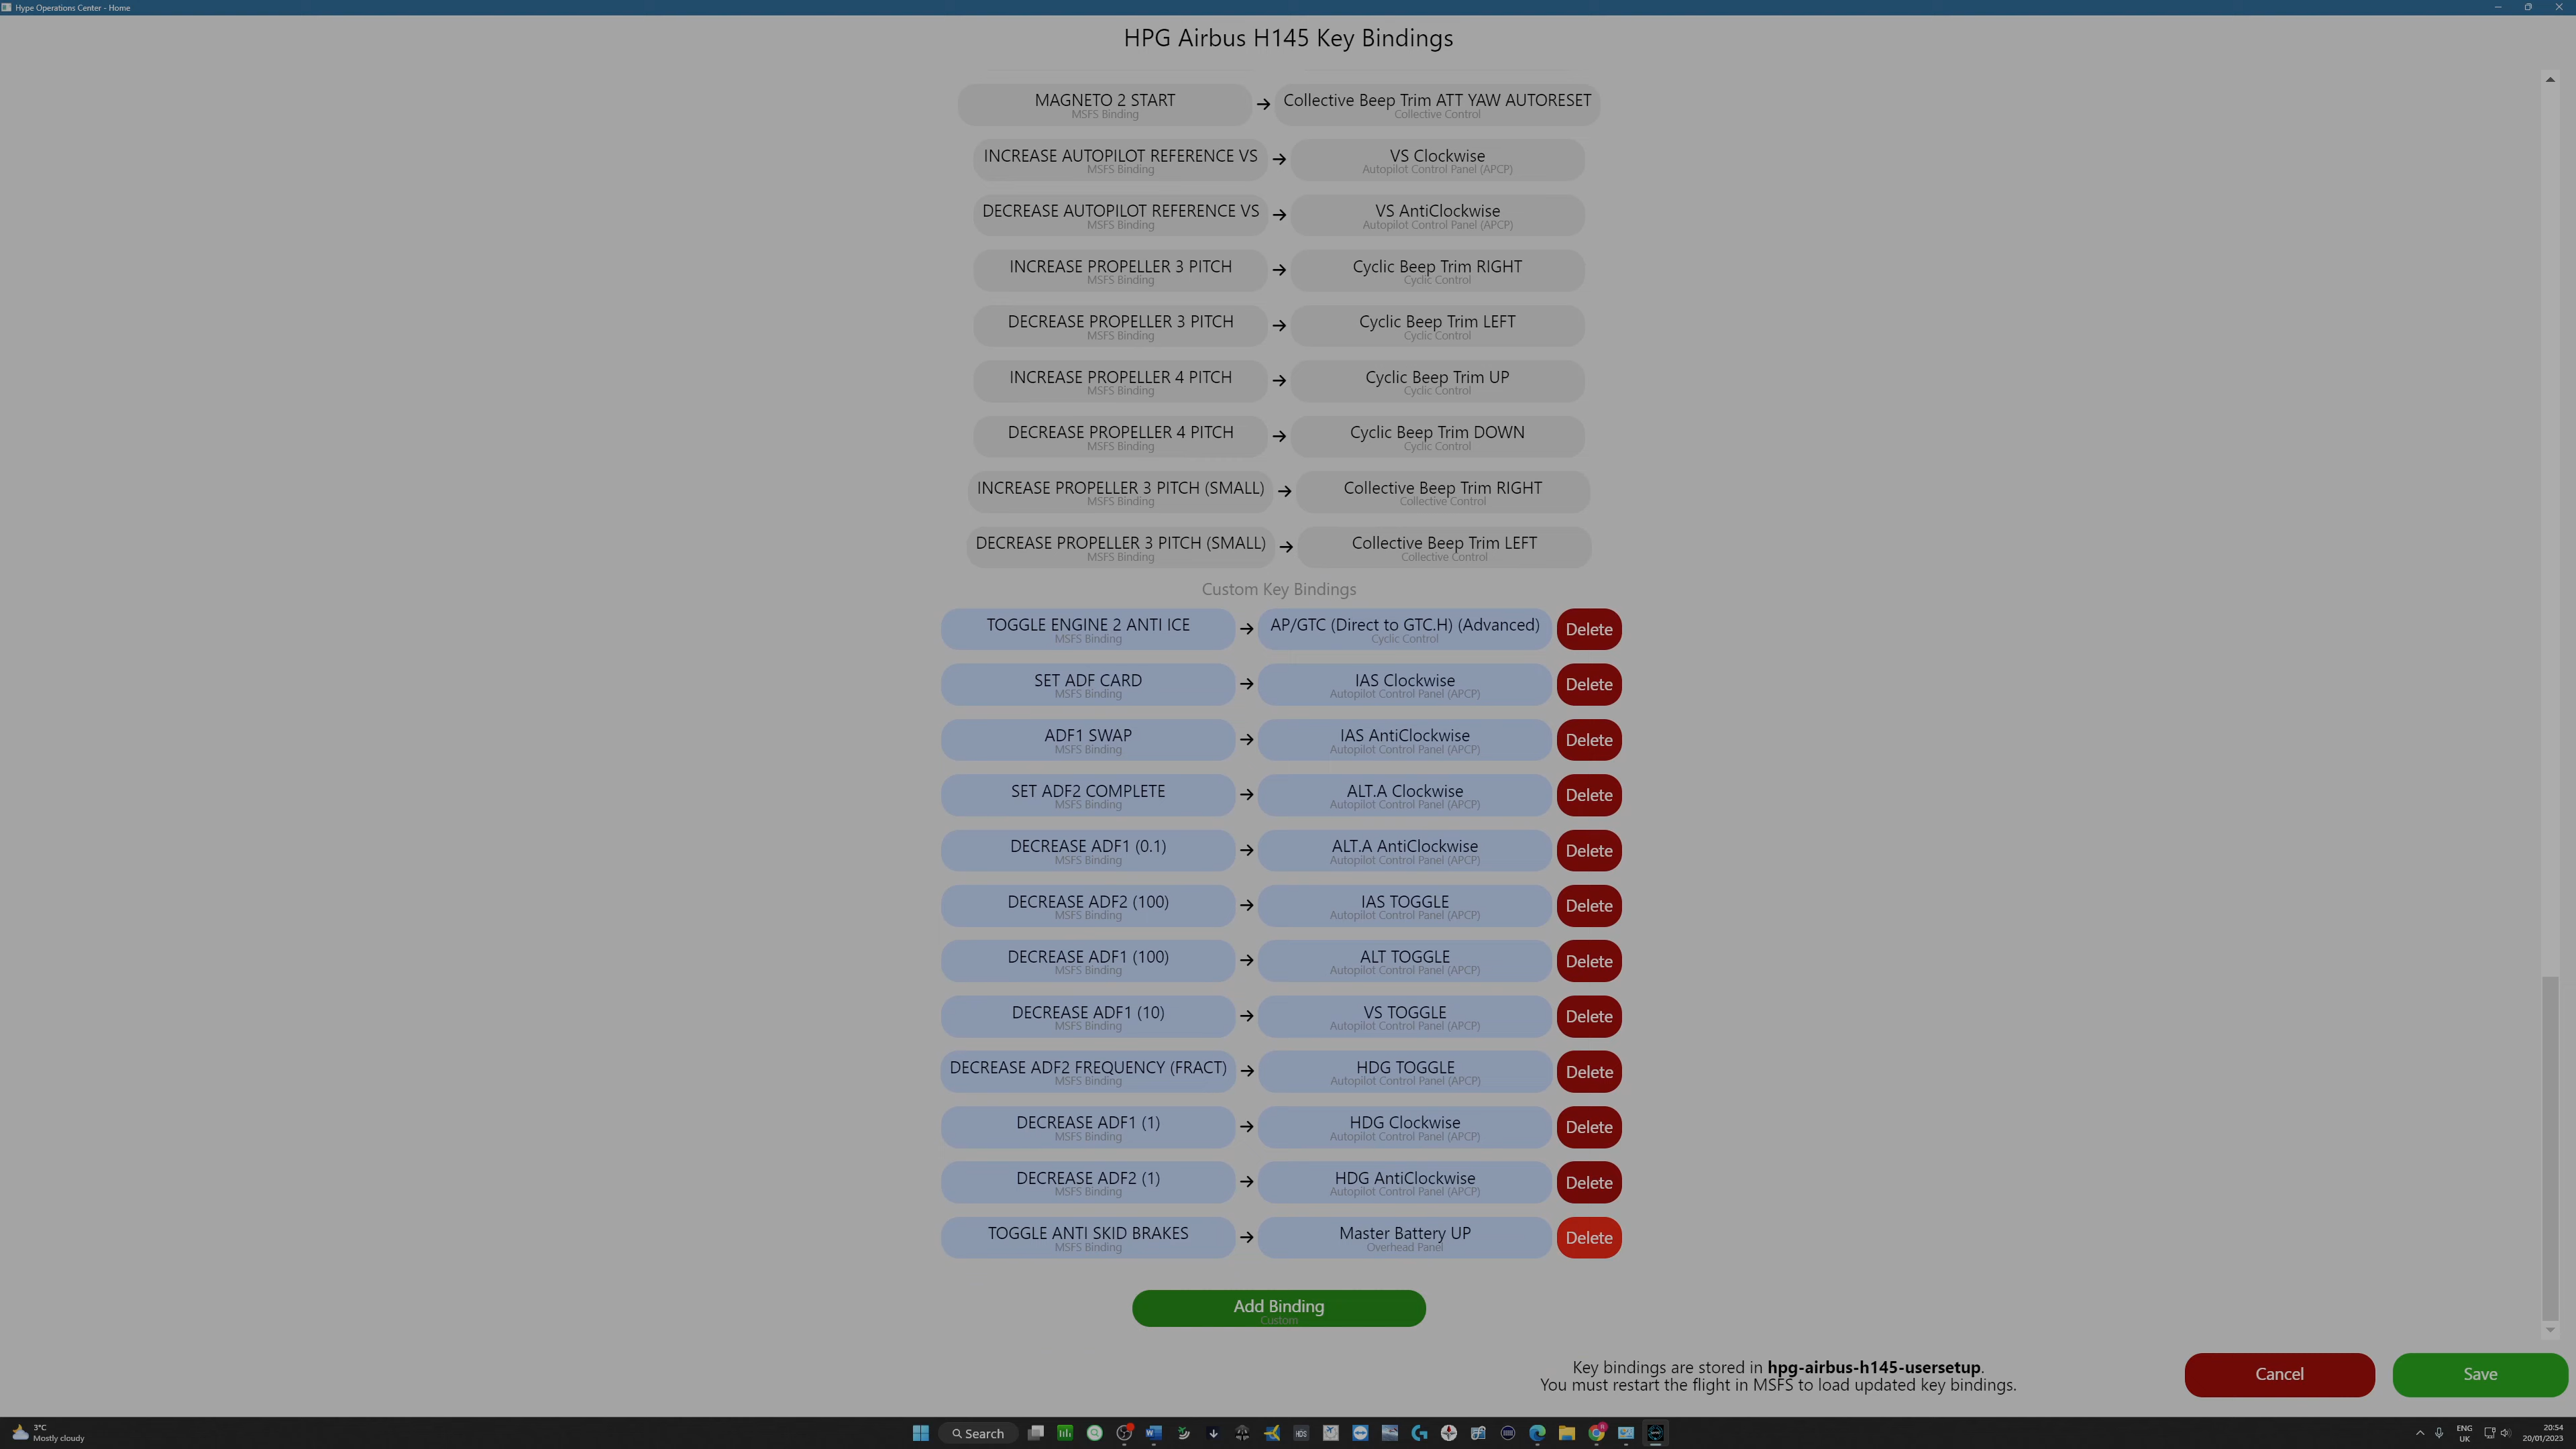 Hype Operations Center - Home
HPG Airbus H145 Key Bindings
MAGNETO 2 START
MSFS Binding
Collective Beep Trim ATT YAW AUTORESET
Collective Control
INCREASE AUTOPILOT REFERENCE VS
MSFS Binding
VS Clockwise
Autopilot Control Panel (APCP)
DECREASE AUTOPILOT REFERENCE VS
MSFS Binding
VS AntiClockwise
Autopilot Control Panel (APCP)
INCREASE PROPELLER 3 PITCH
MSFS Binding
Cyclic Beep Trim RIGHT
Cyclic Control
DECREASE PROPELLER 3 PITCH
MSFS Binding
Cyclic Beep Trim LEFT
Cyclic Control
INCREASE PROPELLER 4 PITCH
MSFS Binding
Cyclic Beep Trim UP
Cyclic Control
DECREASE PROPELLER 4 PITCH
MSFS Binding
Cyclic Beep Trim DOWN
Cyclic Control
INCREASE PROPELLER 3 PITCH (SMALL)
MSFS Binding
Collective Beep Trim RIGHT
Collective Control
DECREASE PROPELLER 3 PITCH (SMALL)
MSFS Binding
Collective Beep Trim LEFT
Collective Control
Custom Key Bindings
TOGGLE ENGINE 2 ANTI ICE
MSFS Binding
AP/GTC (Direct to GTC.H) (Advanced)
Cyclic Control
Delete
SET ADF CARD
MSFS Binding
IAS Clockwise
Autopilot Control Panel (APCP)
Delete
ADF1 SWAP
MSFS Binding
IAS AntiClockwise
Autopilot Control Panel (APCP)
Delete
SET ADF2 COMPLETE
MSFS Binding
ALT.A Clockwise
Autopilot Control Panel (APCP)
Delete
DECREASE ADF1 (0.1)
MSFS Binding
ALT.A AntiClockwise
Autopilot Control Panel (APCP)
Delete
DECREASE ADF2 (100)
MSFS Binding
IAS TOGGLE
Autopilot Control Panel (APCP)
Delete
DECREASE ADF1 (100)
MSFS Binding
ALT TOGGLE
Autopilot Control Panel (APCP)
Delete
DECREASE ADF1 (10)
MSFS Binding
VS TOGGLE
Autopilot Control Panel (APCP)
Delete
DECREASE ADF2 FREQUENCY (FRACT)
MSFS Binding
HDG TOGGLE
Autopilot Control Panel (APCP)
Delete
DECREASE ADF1 (1)
MSFS Binding
HDG Clockwise
Autopilot Control Panel (APCP)
Delete
DECREASE ADF2 (1)
MSFS Binding
HDG AntiClockwise
Autopilot Control Panel (APCP)
Delete
TOGGLE ANTI SKID BRAKES
MSFS Binding
Master Battery UP
Overhead Panel
Delete
Add Binding
Custom
Key bindings are stored in hpg-airbus-h145-usersetup.
You must restart the flight in MSFS to load updated key bindings.
Cancel
Save
3°C
Mostly cloudy
Search
HDS
ENG
UK
20:54
20/01/2023